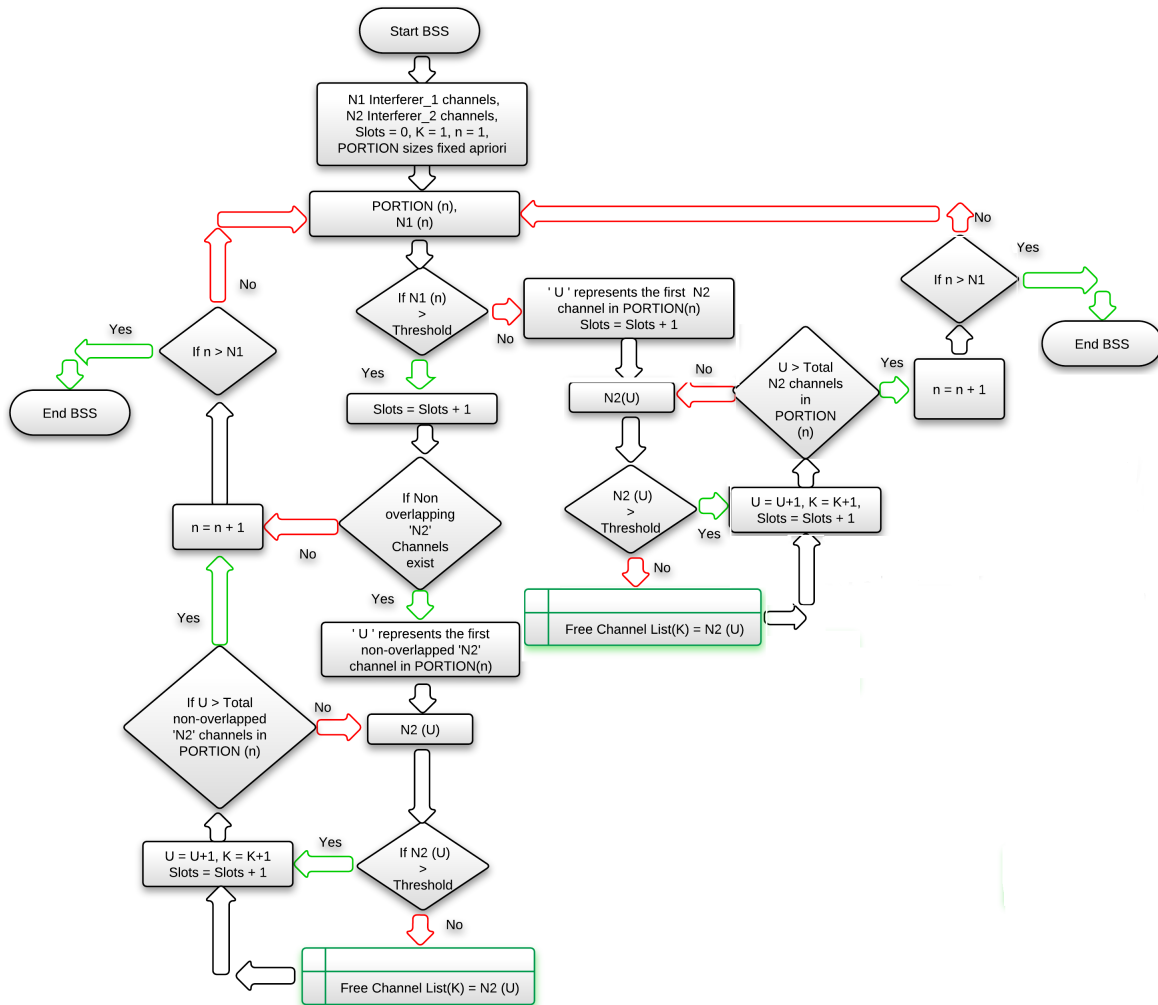 Start BSS
N1 Interferer_1 channels,
N2 Interferer_2 channels,
Slots = 0, K = 1, n = 1,
PORTION sizes fixed apriori
PORTION (n),
N1 (n)
No
Yes
If n > N1
No
Yes
If n > N1
End BSS
End BSS
If N1 (n)
>
Threshold
No
Yes
' U ' represents the first  N2
channel in PORTION(n)
Slots = Slots + 1
No
N2(U)
U > Total
N2 channels
in
PORTION
(n)
Yes
n = n + 1
Slots = Slots + 1
If Non
overlapping
'N2'
Channels
exist
No
Yes
n = n + 1
N2 (U)
>
Threshold
Yes
No
U = U+1, K = K+1,
Slots = Slots + 1
Free Channel List(K) = N2 (U)
' U ' represents the first
non-overlapped 'N2'
channel in PORTION(n)
Yes
If U > Total
non-overlapped
'N2' channels in
PORTION (n)
No
N2 (U)
If N2 (U)
>
Threshold
Yes
No
U = U+1, K = K+1
Slots = Slots + 1
Free Channel List(K) = N2 (U)